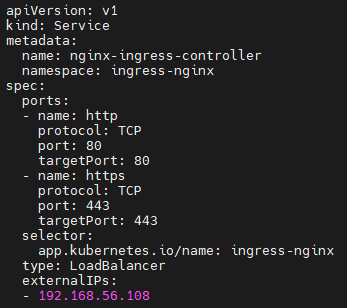 apiVersion: v1
kind: Service
metadata:
  name: nginx-ingress-controller
  namespace: ingress-nginx
spec:
  ports:
  - name: http
    protocol: TCP
    port: 80
    targetPort: 80
  - name: https
    protocol: TCP
    port: 443
    targetPort: 443
  selector:
    app.kubernetes.io/name: ingress-nginx
  type: LoadBalancer
  externalIPs:
  - 192.168.56.108